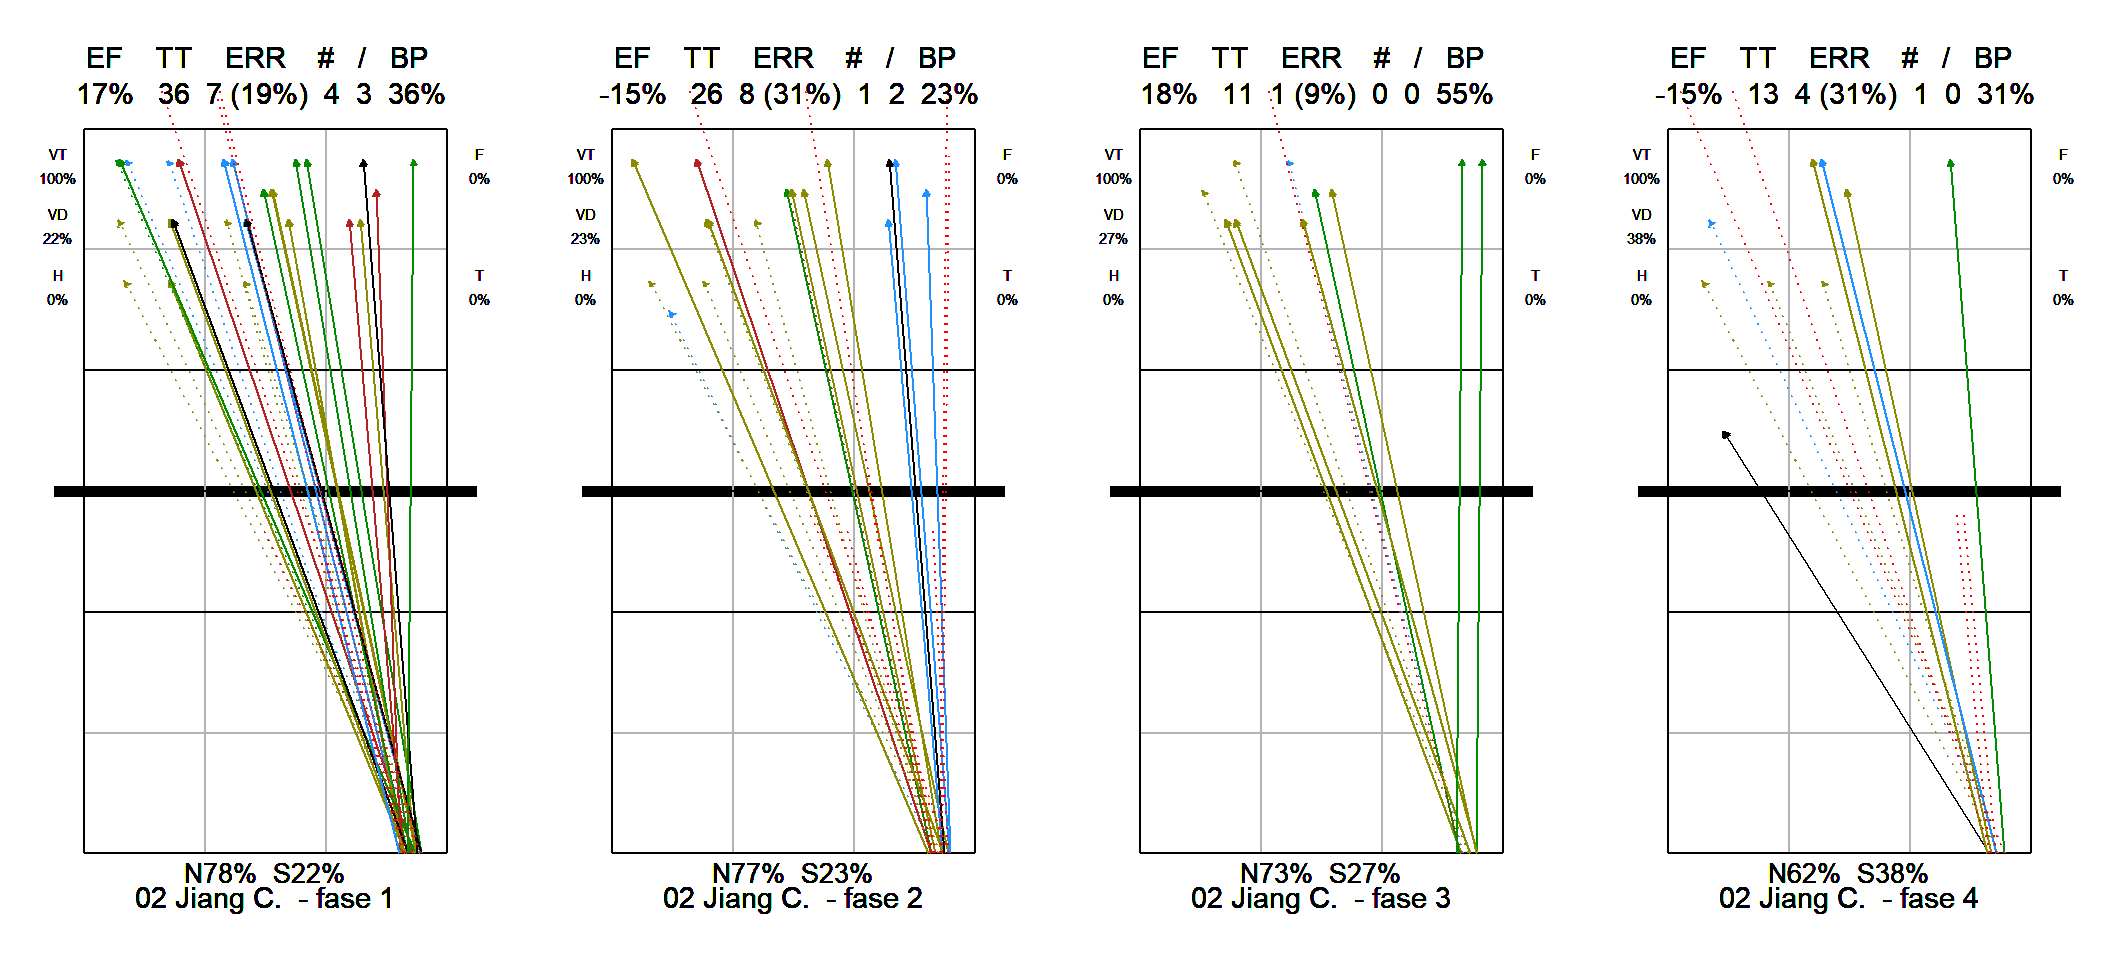 EF TT ERR # / BP
17% 36 7 (19%) 4 3 36%
VT
100%
VD
22%
H
0%
F
0%
T
0%
N78% S22%
02 Jiang C. - fase 1
EF TT ERR # / BP
-15% 26 8 (31%) 1 2 23%
VT
100%
VD
23%
H
0%
F
0%
T
0%
N77% S23%
02 Jiang C. - fase 2
EF TT ERR # / BP
18% 11 1 (9%) 0 0 55%
VT
100%
VD
27%
H
0%
F
0%
T
0%
N73% S27%
02 Jiang C. - fase 3
EF TT ERR # / BP
-15% 13 4 (31%) 1 0 31%
VT
100%
VD
38%
H
0%
F
0%
T
0%
N62% S38%
02 Jiang C. - fase 4